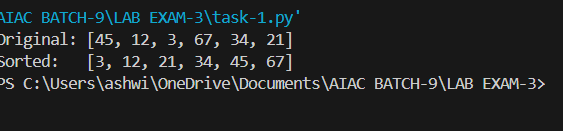 AIAC BATCH-9\LAB EXAM-3\task-1.py'
Original: [45, 12, 3, 67, 34, 21]
Sorted:   [3, 12, 21, 34, 45, 67]
PS C:\Users\ashwi\OneDrive\Documents\AIAC BATCH-9\LAB EXAM-3>